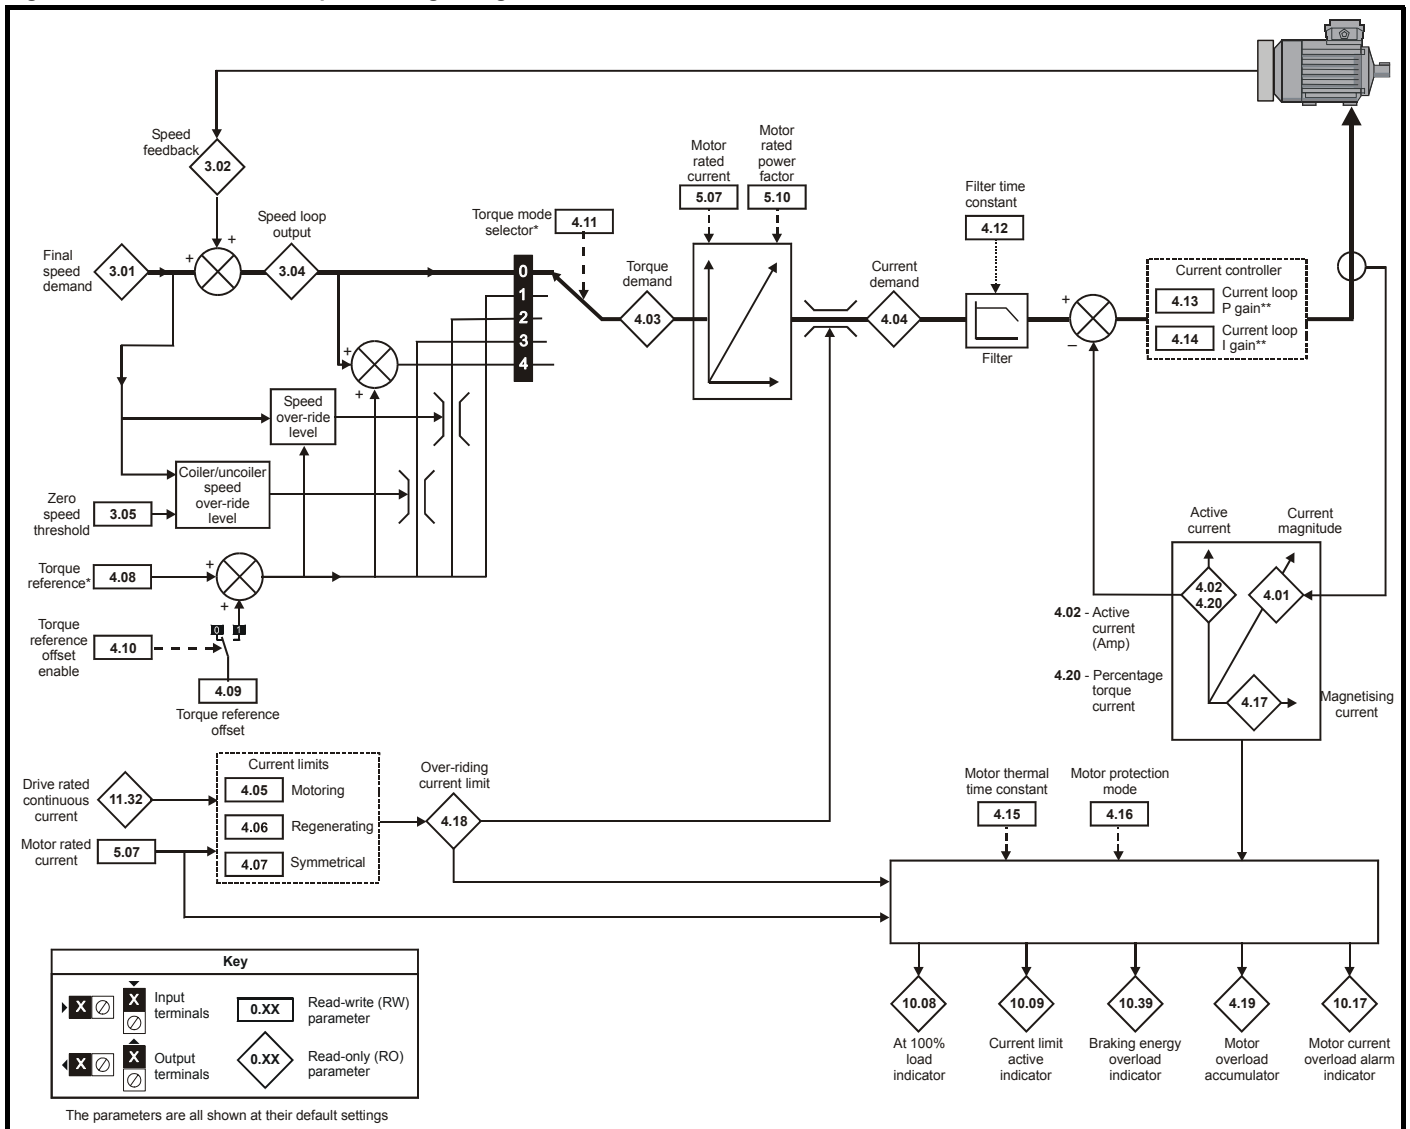 Speed
feedback
3.02
Final
speed
demand
3.01
+
+
Speed loop
output
3.04
Torque mode
selector*
4.11
0
1
2
3
4
+
+
Torque
demand
4.03
Motor
rated
current
5.07
Motor
rated
power
factor
5.10
Current
demand
4.04
Filter time
constant
4.12
Filter
+
–
Current controller
4.13
Current loop
P gain**
4.14
Current loop
I gain**
Speed
over-ride
level
Coiler/uncoiler
speed
over-ride
level
Zero
speed
threshold
3.05
Torque
reference*
4.08
+
+
Torque
reference
offset
enable
4.10
0
1
4.09
Torque reference
offset
Active
current
Current
magnitude
4.02
4.20
4.01
4.17
Magnetising
current
4.02 - Active
current
(Amp)
4.20 - Percentage
torque
current
Drive rated
continuous
current
11.32
Motor rated
current
5.07
Current limits
4.05
Motoring
4.06
Regenerating
4.07
Symmetrical
Over-riding
current limit
4.18
Motor thermal
time constant
4.15
Motor protection
mode
4.16
10.08
At 100%
load
indicator
10.09
Current limit
active
indicator
10.39
Braking energy
overload
indicator
4.19
Motor
overload
accumulator
10.17
Motor current
overload alarm
indicator
Key
X
X
Input
terminals
0.XX
Read-write (RW)
parameter
X
X
Output
terminals
0.XX
Read-only (RO)
parameter
The parameters are all shown at their default settings